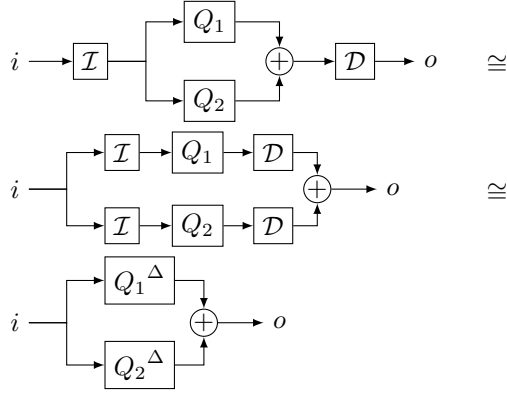 Q₁
i ℐ + 𝒟 o ≅
Q₂
ℐ Q₁ 𝒟
i + o ≅
ℐ Q₂ 𝒟
Q₁^Δ
i + o
Q₂^Δ